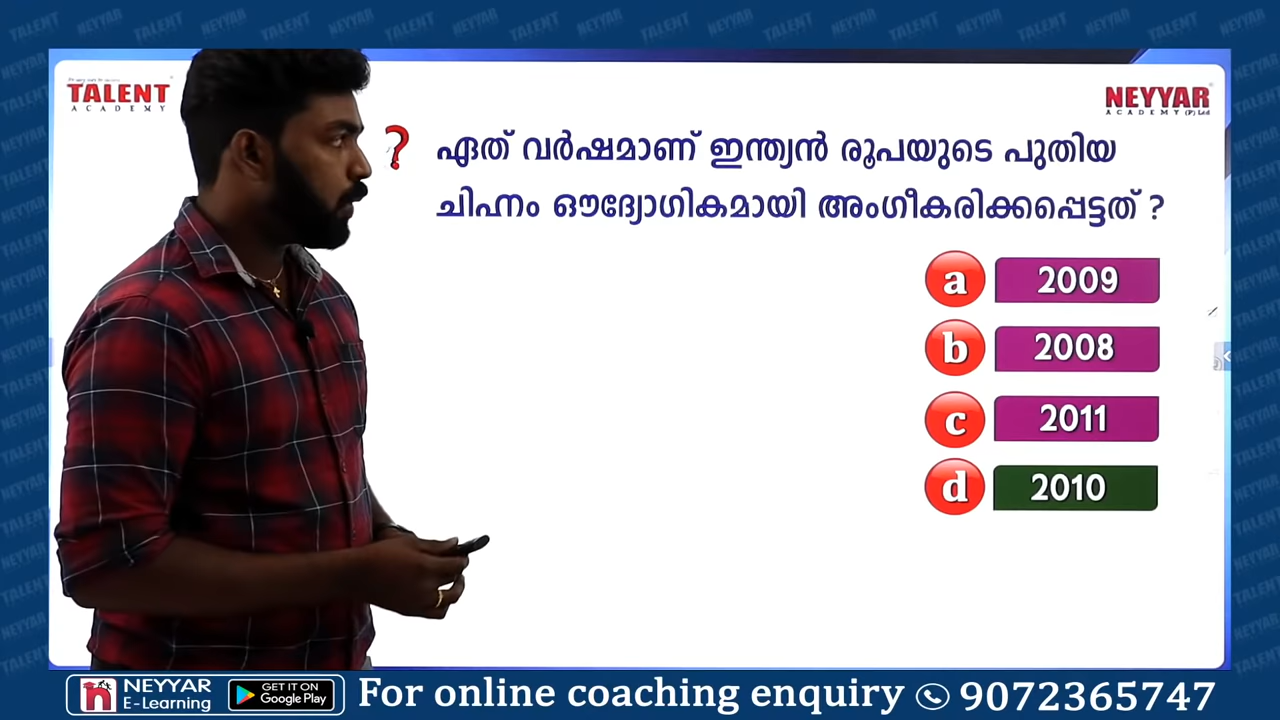 TALENT
ACADEMY
NEYYAR
ACADEMY (P) Ltd
? ഏത് വർഷമാണ് ഇന്ത്യൻ രൂപയുടെ പുതിയ
ചിഹ്നം ഔദ്യോഗികമായി അംഗീകരിക്കപ്പെട്ടത് ?
a 2009
b 2008
c 2011
d 2010
NEYYAR
E-Learning
GET IT ON
Google Play
For online coaching enquiry 9072365747